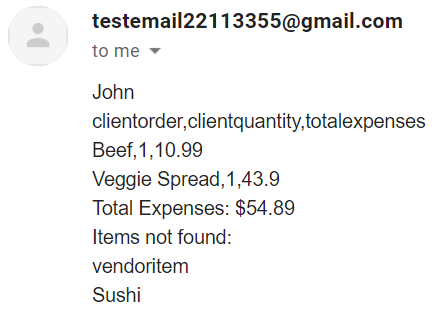 testemail22113355@gmail.com
to me
John
clientorder,clientquantity,totalexpenses
Beef,1,10.99
Veggie Spread,1,43.9
Total Expenses: $54.89
Items not found:
vendoritem
Sushi